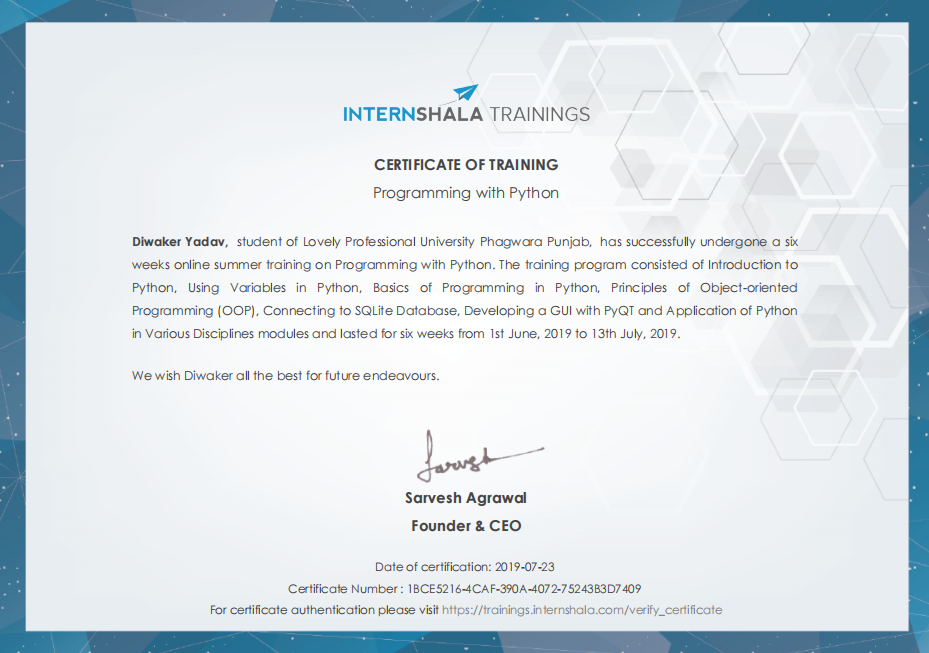 INTERNSHALA TRAININGS
CERTIFICATE OF TRAINING
Programming with Python
Diwaker Yadav, student of Lovely Professional University Phagwara Punjab, has successfully undergone a six
weeks online summer training on Programming with Python. The training program consisted of Introduction to
Python, Using Variables in Python, Basics of Programming in Python, Principles of Object-oriented
Programming (OOP), Connecting to SQLite Database, Developing a GUI with PyQT and Application of Python
in Various Disciplines modules and lasted for six weeks from 1st June, 2019 to 13th July, 2019.
We wish Diwaker all the best for future endeavours.
Sarvesh
Sarvesh Agrawal
Founder & CEO
Date of certification: 2019-07-23
Certificate Number : 1BCE5216-4CAF-390A-4072-75243B3D7409
For certificate authentication please visit https://trainings.internshala.com/verify_certificate